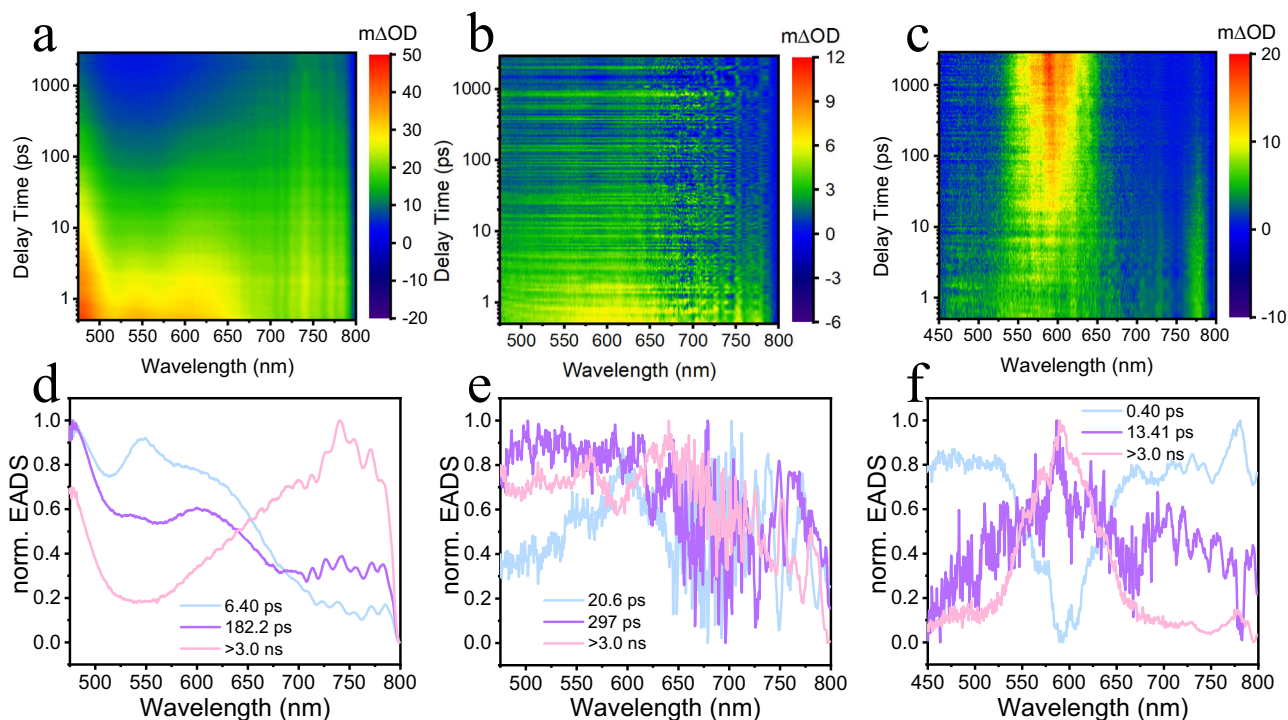 a
mΔOD
50
40
30
20
10
0
-10
-20
1000
100
10
1
Delay Time (ps)
500 550 600 650 700 750 800
Wavelength (nm)
b
mΔOD
12
9
6
3
0
-3
-6
1000
100
10
1
Delay Time (ps)
500 550 600 650 700 750 800
Wavelength (nm)
c
mΔOD
20
10
0
-10
1000
100
10
1
Delay Time (ps)
450 500 550 600 650 700 750 800
Wavelength (nm)
d
1.0
0.8
0.6
0.4
0.2
0.0
norm. EADS
6.40 ps
182.2 ps
>3.0 ns
500 550 600 650 700 750 800
Wavelength (nm)
e
1.0
0.8
0.6
0.4
0.2
0.0
norm. EADS
20.6 ps
297 ps
>3.0 ns
500 550 600 650 700 750 800
Wavelength (nm)
f
1.0
0.8
0.6
0.4
0.2
0.0
norm. EADS
0.40 ps
13.41 ps
>3.0 ns
450 500 550 600 650 700 750 800
Wavelength (nm)